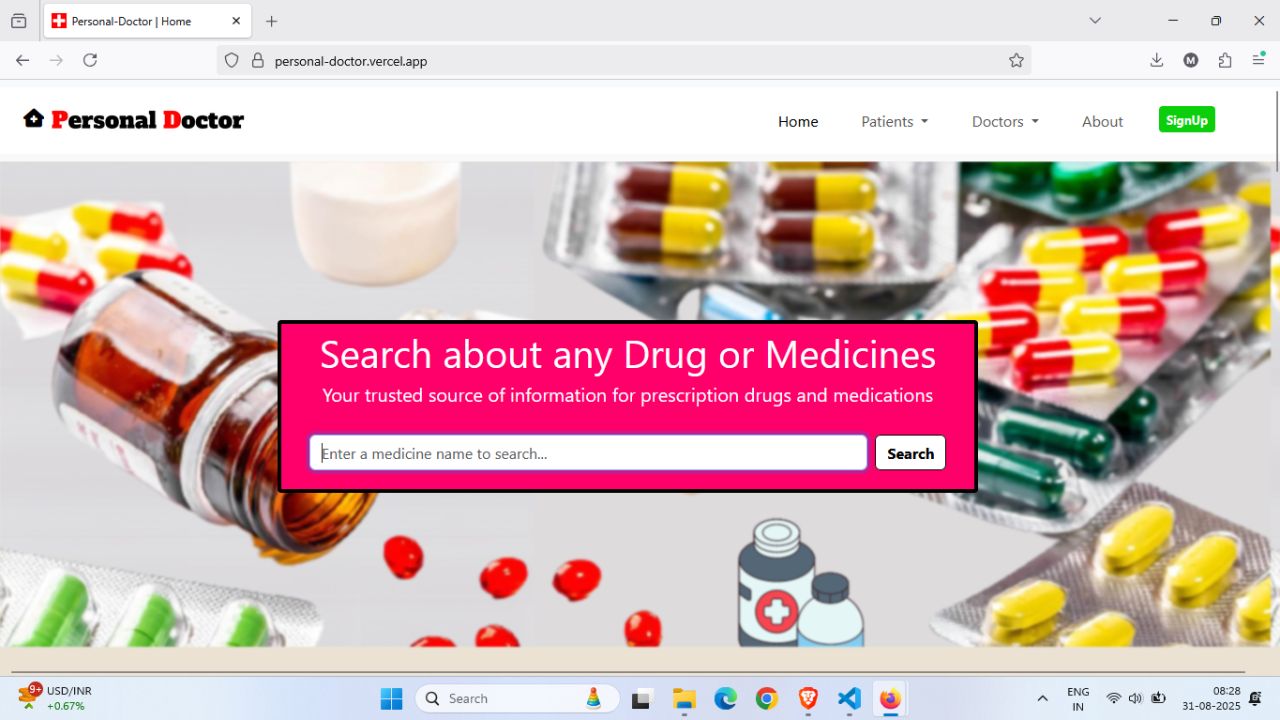 Personal-Doctor | Home
personal-doctor.vercel.app
M
Personal Doctor
Home
Patients
Doctors
About
SignUp
Search about any Drug or Medicines
Your trusted source of information for prescription drugs and medications
Enter a medicine name to search...
Search
9+
USD/INR
+0.67%
Search
ENG
IN
08:28
31-08-2025